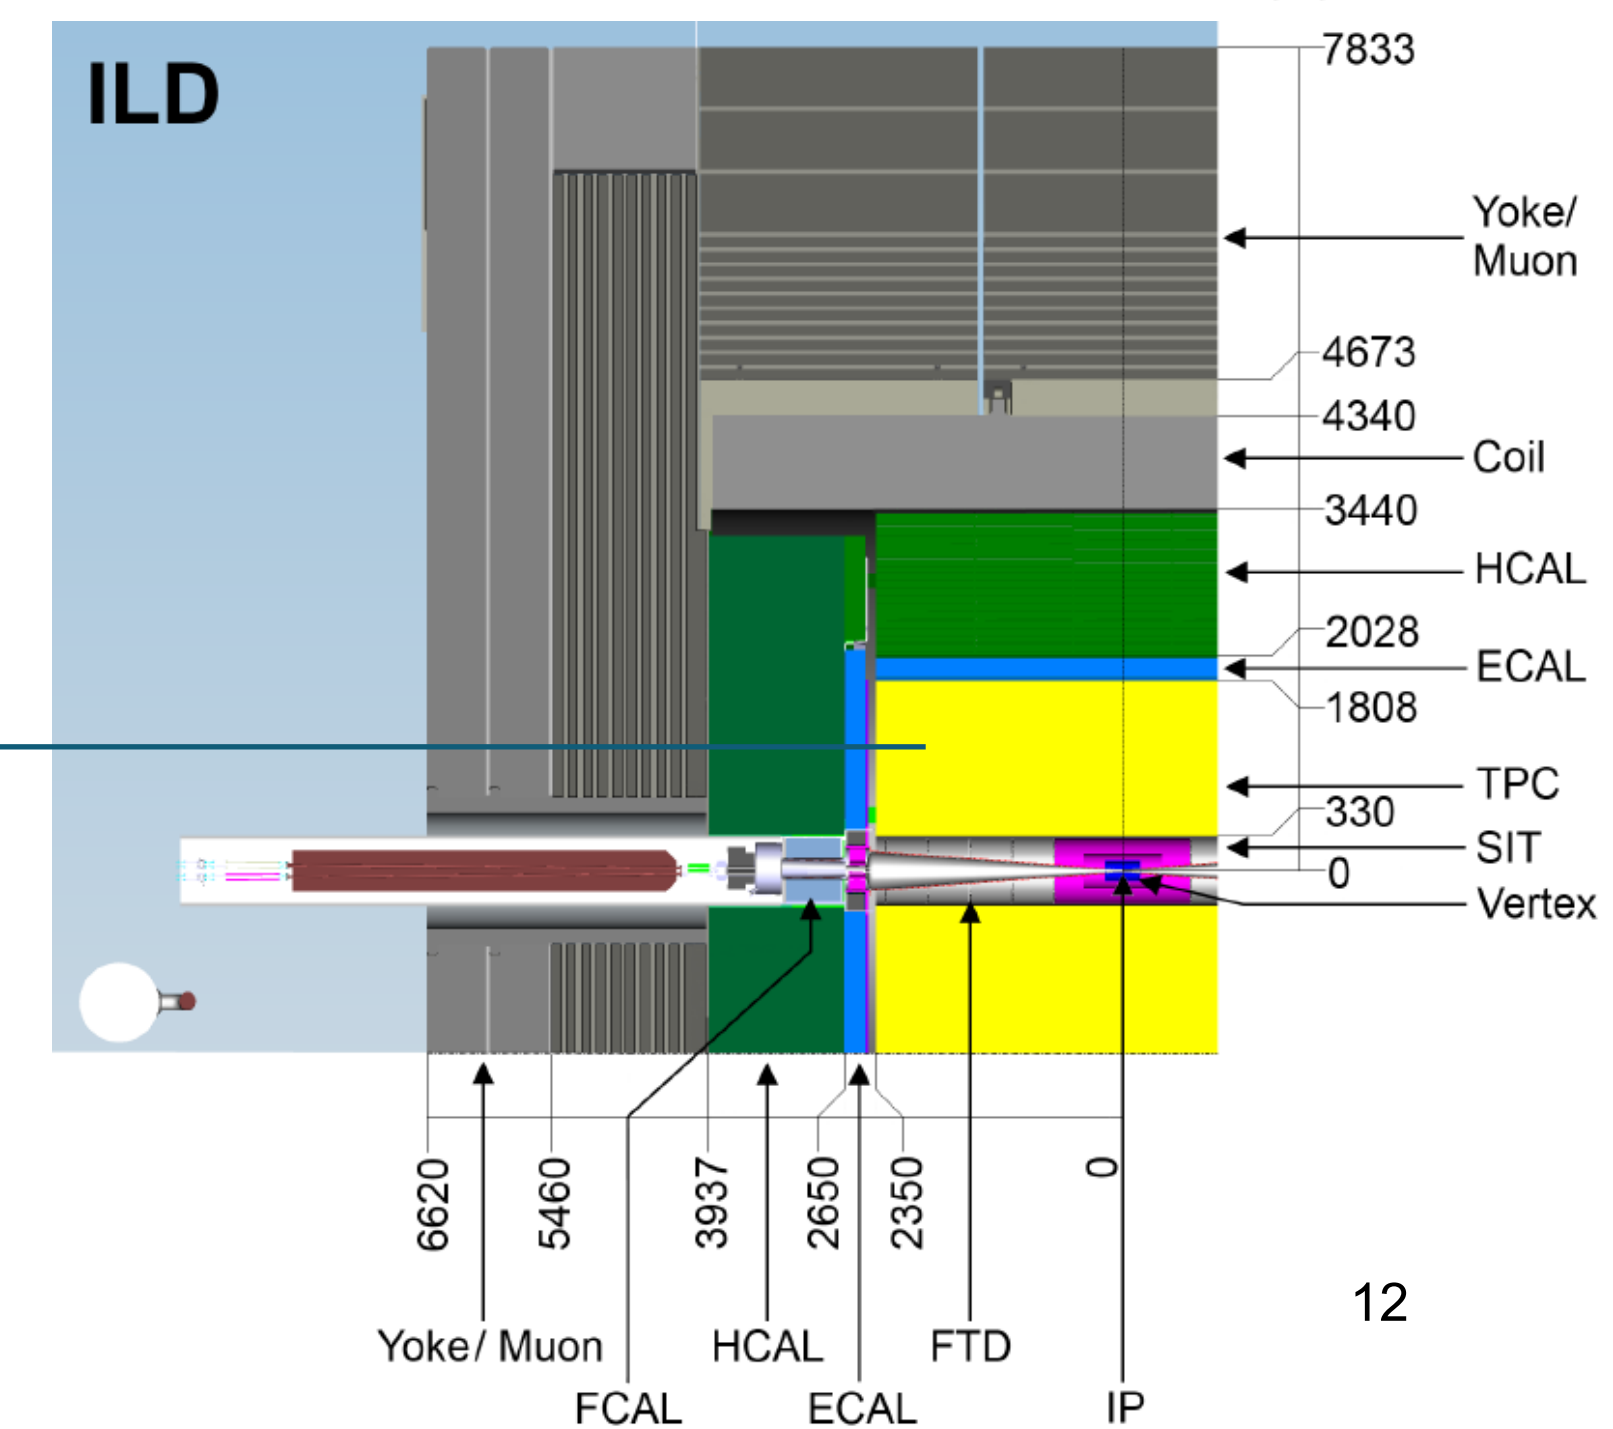 ILD
7833
Yoke/
Muon
4673
4340
Coil
3440
HCAL
2028
ECAL
1808
TPC
330
SIT
0
Vertex
6620
5460
3937
2650
2350
0
12
Yoke/ Muon
HCAL
FTD
FCAL
ECAL
IP